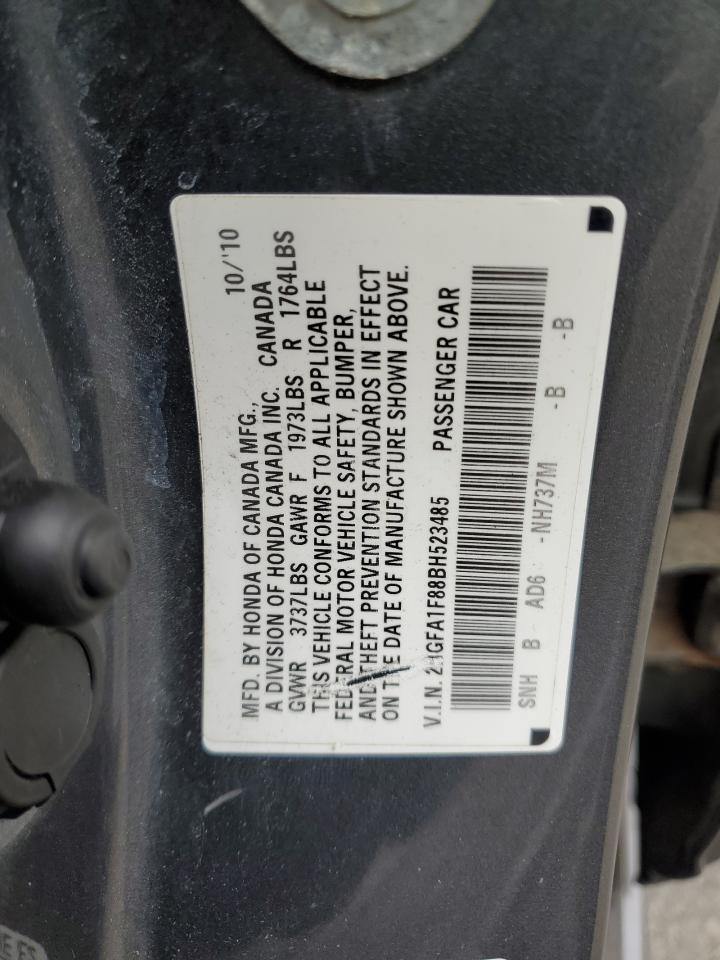 10/'10
MFD. BY HONDA OF CANADA MFG.,
A DIVISION OF HONDA CANADA INC. CANADA
GVWR 3737LBS GAWR F 1973LBS R 1764LBS
THIS VEHICLE CONFORMS TO ALL APPLICABLE
FEDERAL MOTOR VEHICLE SAFETY, BUMPER,
AND THEFT PREVENTION STANDARDS IN EFFECT
ON THE DATE OF MANUFACTURE SHOWN ABOVE.
V.I.N. 2HGFA1F88BH523485 PASSENGER CAR
SNH B AD6 -NH737M -B -B